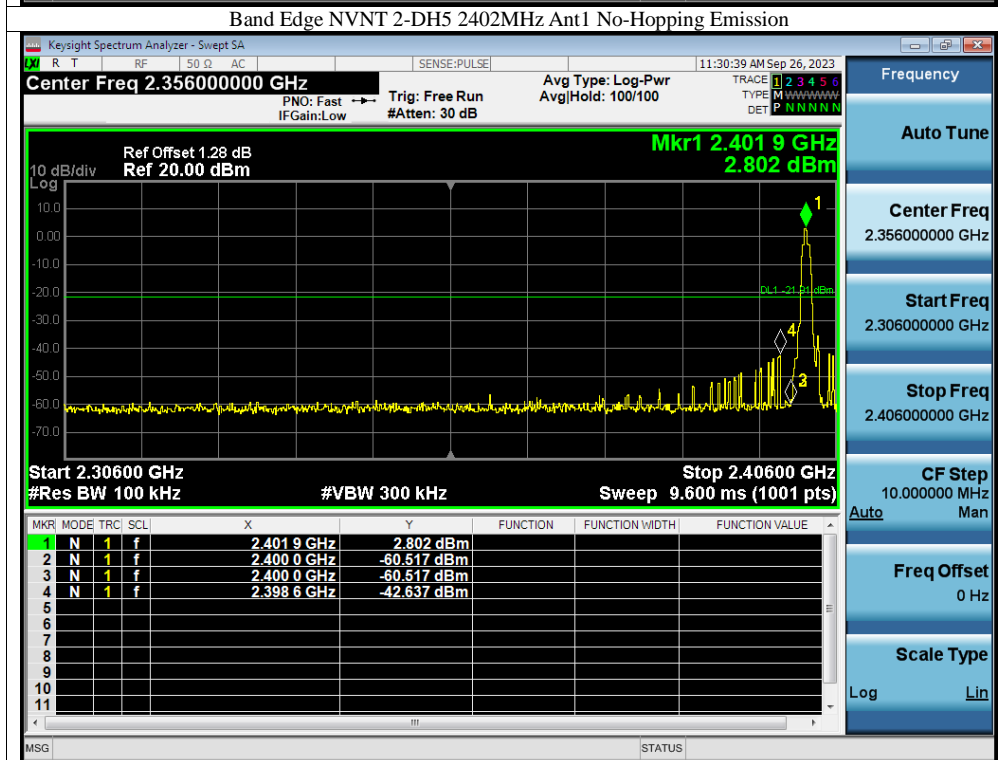 Band Edge NVNT 2-DH5 2402MHz Ant1 No-Hopping Emission
Keysight Spectrum Analyzer - Swept SA
LXI R T RF 50 Ω AC SENSE:PULSE 11:30:39 AM Sep 26, 2023
Center Freq 2.356000000 GHz
PNO: Fast
IFGain:Low
Trig: Free Run
#Atten: 30 dB
Avg Type: Log-Pwr
Avg|Hold: 100/100
TRACE 1 2 3 4 5 6
TYPE M WWWWW
DET P N N N N N
Mkr1 2.401 9 GHz
2.802 dBm
Ref Offset 1.28 dB
10 dB/div Ref 20.00 dBm
Log
10.0
0.00
-10.0
-20.0
-30.0
-40.0
-50.0
-60.0
-70.0
1
DL1 -21.91 dBm
4
3
Start 2.30600 GHz Stop 2.40600 GHz
#Res BW 100 kHz #VBW 300 kHz Sweep 9.600 ms (1001 pts)
MKR MODE TRC SCL X Y FUNCTION FUNCTION WIDTH FUNCTION VALUE
1 N 1 f 2.401 9 GHz 2.802 dBm
2 N 1 f 2.400 0 GHz -60.517 dBm
3 N 1 f 2.400 0 GHz -60.517 dBm
4 N 1 f 2.398 6 GHz -42.637 dBm
5
6
7
8
9
10
11
MSG STATUS
Frequency
Auto Tune
Center Freq
2.356000000 GHz
Start Freq
2.306000000 GHz
Stop Freq
2.406000000 GHz
CF Step
10.000000 MHz
Auto Man
Freq Offset
0 Hz
Scale Type
Log Lin